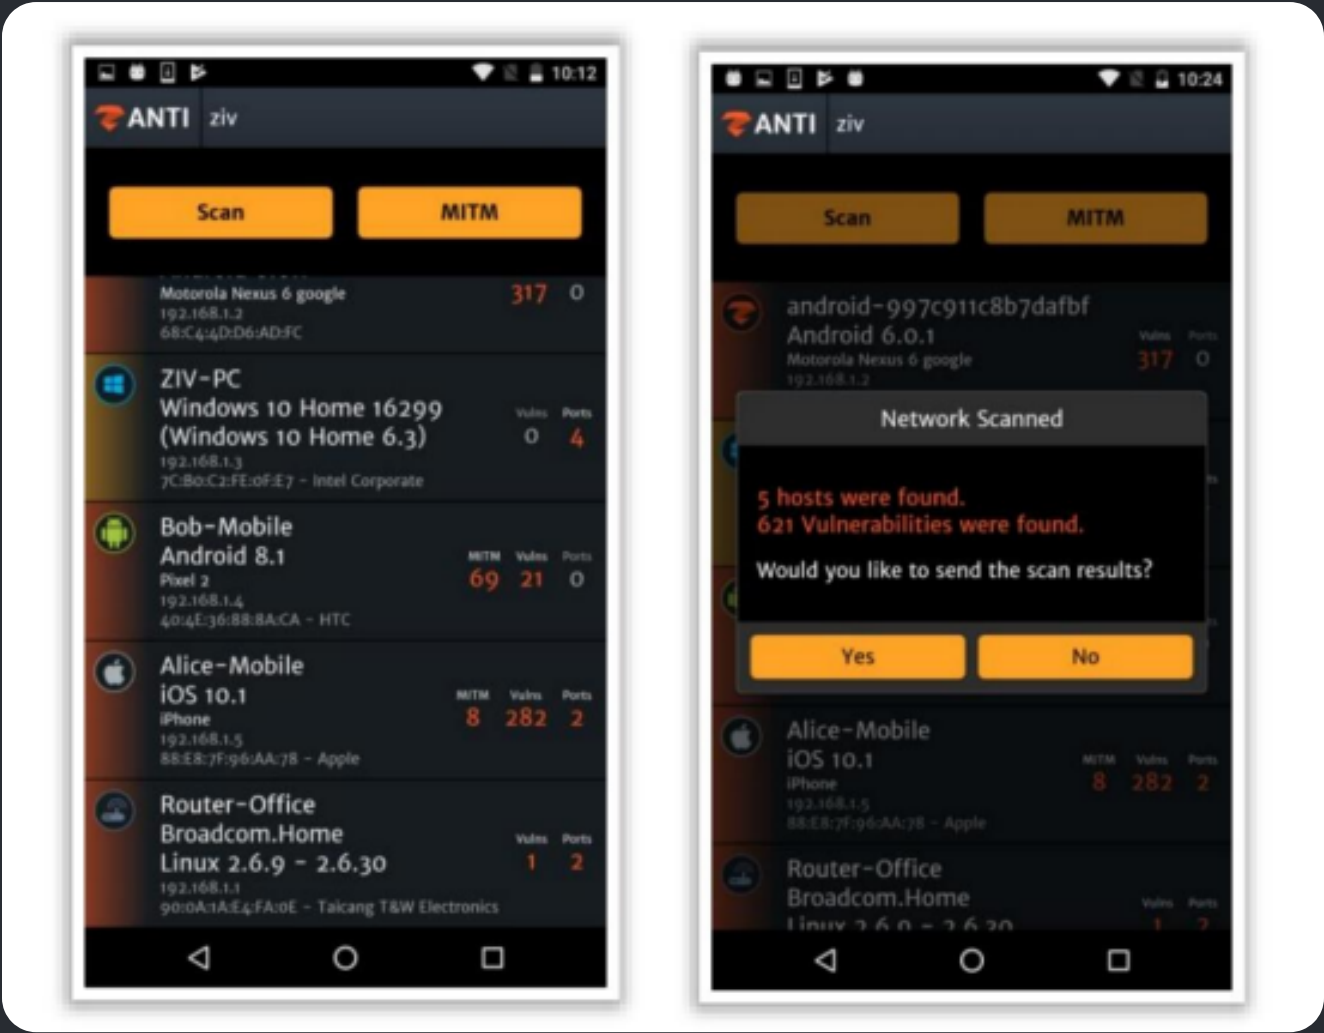 10:12
ANTI ziv
Scan MITM
Motorola Nexus 6 google
317 0
192.168.1.2
68:C4:4D:D6:AD:FC
ZIV-PC
Windows 10 Home 16299
(Windows 10 Home 6.3)
Vulns Ports
0 4
192.168.1.3
7C:B0:C2:FE:0F:E7 - Intel Corporate
Bob-Mobile
Android 8.1
MITM Vulns Ports
69 21 0
Pixel 2
192.168.1.4
40:4E:36:88:8A:CA - HTC
Alice-Mobile
iOS 10.1
MITM Vulns Ports
8 282 2
iPhone
192.168.1.5
88:E8:7F:96:AA:78 - Apple
Router-Office
Broadcom.Home
Vulns Ports
Linux 2.6.9 - 2.6.30
1 2
192.168.1.1
90:0A:1A:E4:FA:0E - Taicang T&W Electronics
10:24
ANTI ziv
Scan MITM
android-997c911c8b7dafbf
Android 6.0.1
Vulns Ports
Motorola Nexus 6 google
317 0
192.168.1.2
Network Scanned
5 hosts were found.
621 Vulnerabilities were found.
Would you like to send the scan results?
Yes No
Alice-Mobile
iOS 10.1
MITM Vulns Ports
8 282 2
iPhone
192.168.1.5
88:E8:7F:96:AA:78 - Apple
Router-Office
Broadcom.Home
Vulns Ports
Linux 2.6.9 - 2.6.30
1 2